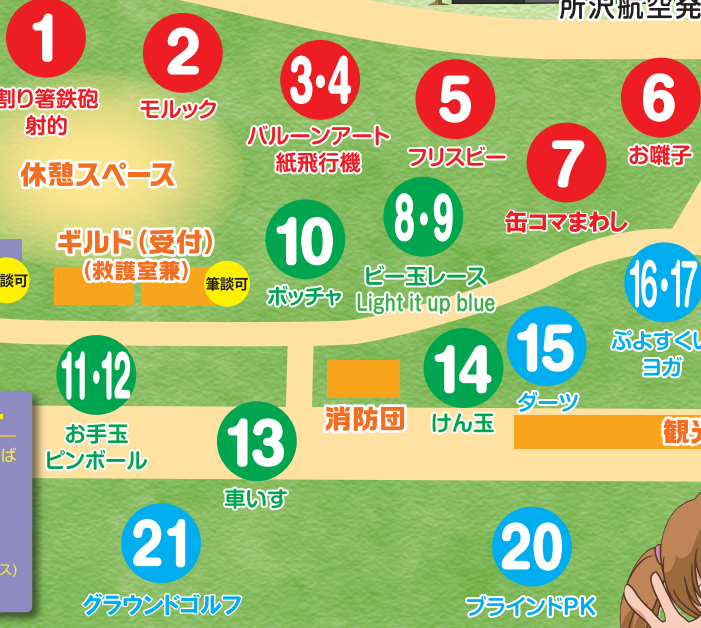 所沢航空発
1
割り箸鉄砲
射的
2
モルック
3・4
バルーンアート
紙飛行機
5
フリスビー
6
お囃子
7
缶コマまわし
休憩スペース
8・9
ビー玉レース
Light it up blue
10
ボッチャ
ギルド（受付）
（救護室兼）
筆談可
談可
16・17
ぷよすくい
ヨガ
11・12
お手玉
ピンボール
13
車いす
消防団
14
けん玉
15
ダーツ
観光
ば
ス)
21
グラウンドゴルフ
20
ブラインドPK